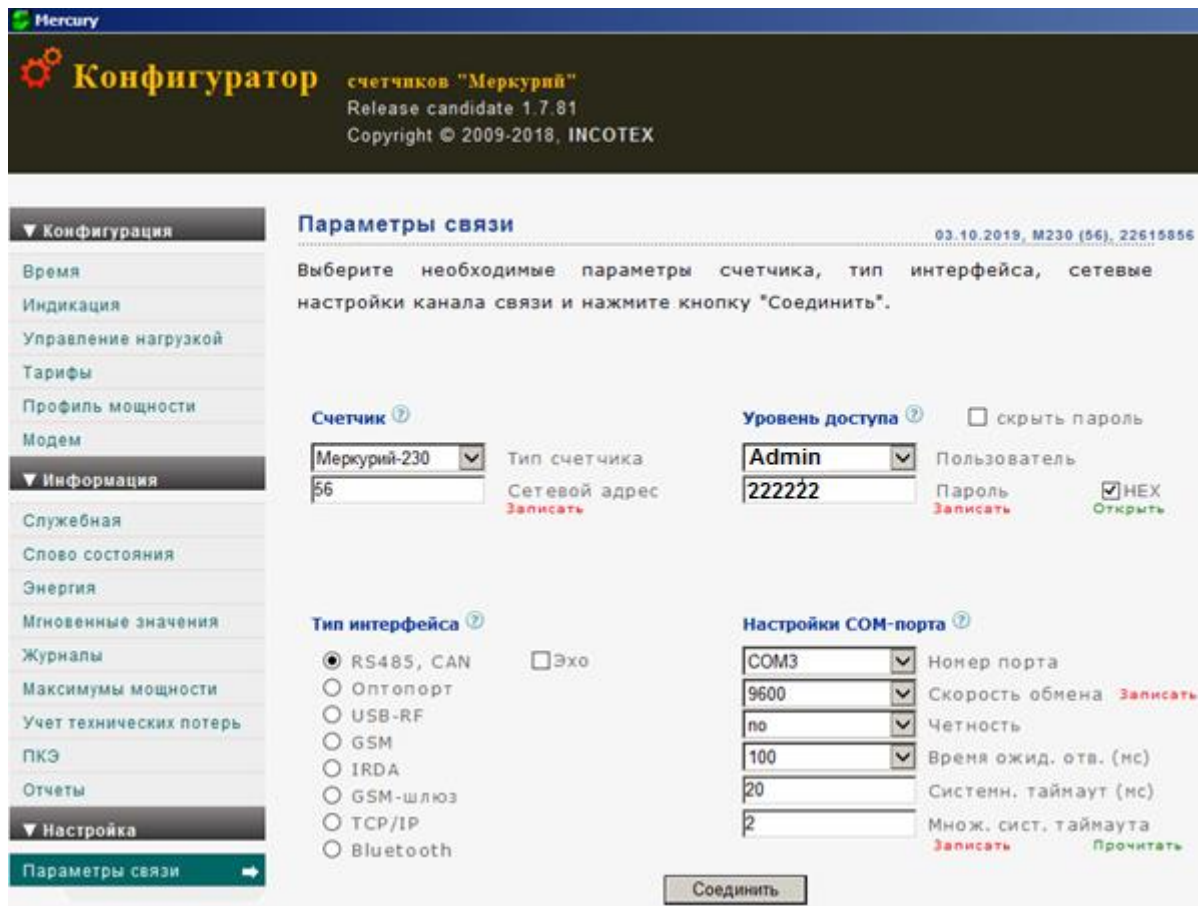 Mercury
Конфигуратор
счетчиков "Меркурий"
Release candidate 1.7.81
Copyright © 2009-2018, INCOTEX
▼ Конфигурация
Время
Индикация
Управление нагрузкой
Тарифы
Профиль мощности
Модем
▼ Информация
Служебная
Слово состояния
Энергия
Мгновенные значения
Журналы
Максимумы мощности
Учет технических потерь
ПКЭ
Отчеты
▼ Настройка
Параметры связи
Параметры связи
03.10.2019, M230 (56), 22615856
Выберите необходимые параметры счетчика, тип интерфейса, сетевые
настройки канала связи и нажмите кнопку "Соединить".
Счетчик ?
Меркурий-230 Тип счетчика
56 Сетевой адрес
Записать
Уровень доступа ? скрыть пароль
Admin Пользователь
222222 Пароль HEX
Записать Открыть
Тип интерфейса ?
RS485, CAN Эхо
Оптопорт
USB-RF
GSM
IRDA
GSM-шлюз
TCP/IP
Bluetooth
Настройки COM-порта ?
COM3 Номер порта
9600 Скорость обмена Записать
no Четность
100 Время ожид. отв. (мс)
20 Системн. таймаут (мс)
2 Множ. сист. таймаута
Записать Прочитать
Соединить